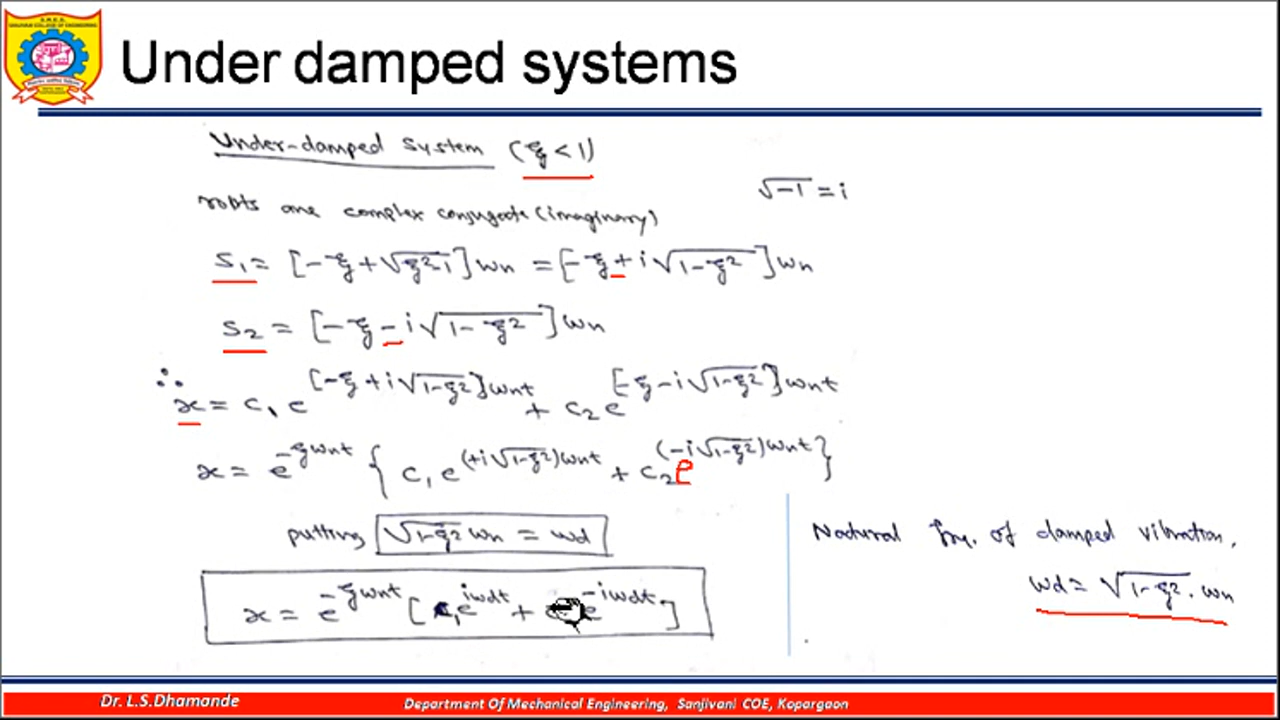 Under damped systems
Under-damped System (ξ < 1)
√-1 = i
roots are complex conjugate (imaginary)
S₁ = [-ξ + √ξ²-1] ωn = [-ξ + i√1-ξ²] ωn
S₂ = [-ξ - i√1-ξ²] ωn
∴ x = C₁ e^[-ξ + i√1-ξ²]ωnt + C₂ e^[-ξ - i√1-ξ²]ωnt
x = e^-ξωnt { C₁ e^(+i√1-ξ²)ωnt + C₂ e^(-i√1-ξ²)ωnt }
putting √1-ξ² ωn = ωd
x = e^-ξωnt [ C₁ e^iωdt + e^-iωdt ]
Natural frq. of damped vibration,
ωd = √1-ξ² . ωn
Dr. L.S.Dhamande
Department Of Mechanical Engineering, Sanjivani COE, Kopargaon